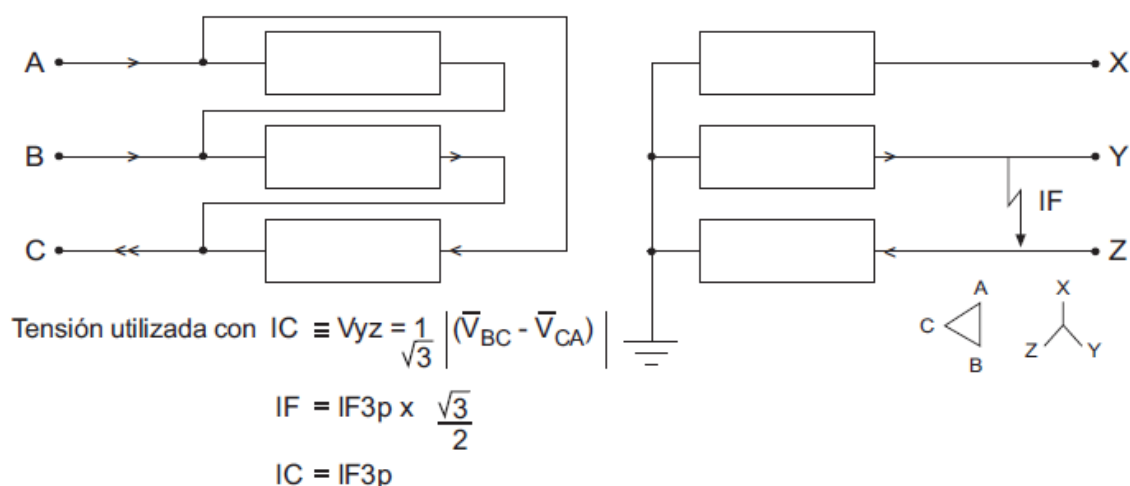 A
X
B
Y
IF
C
Z
Tensión utilizada con IC ≡ Vyz = 1/√3 |(V̅BC - V̅CA)|
A
C
B
X
Z
Y
IF = IF3p x √3/2
IC = IF3p